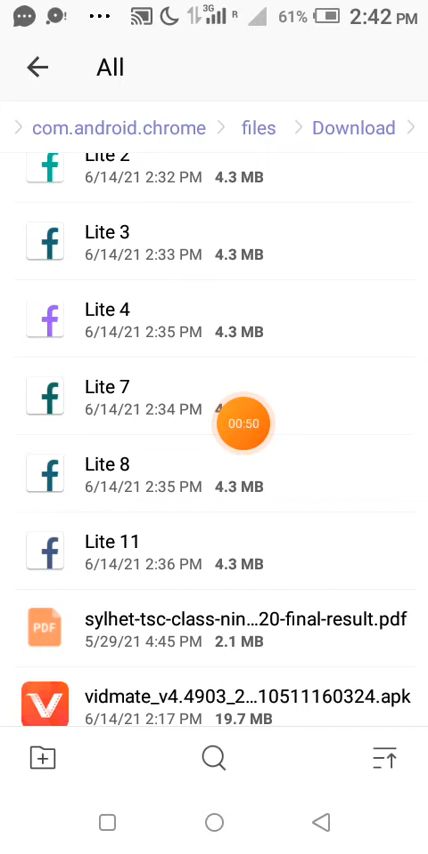 3G R 61% 2:42 PM
All
com.android.chrome files Download
Lite 2
6/14/21 2:32 PM 4.3 MB
Lite 3
6/14/21 2:33 PM 4.3 MB
Lite 4
6/14/21 2:35 PM 4.3 MB
Lite 7
6/14/21 2:34 PM
00:50
Lite 8
6/14/21 2:35 PM 4.3 MB
Lite 11
6/14/21 2:36 PM 4.3 MB
PDF
sylhet-tsc-class-nin...20-final-result.pdf
5/29/21 4:45 PM 2.1 MB
vidmate_v4.4903_2...10511160324.apk
6/14/21 2:17 PM 19.7 MB